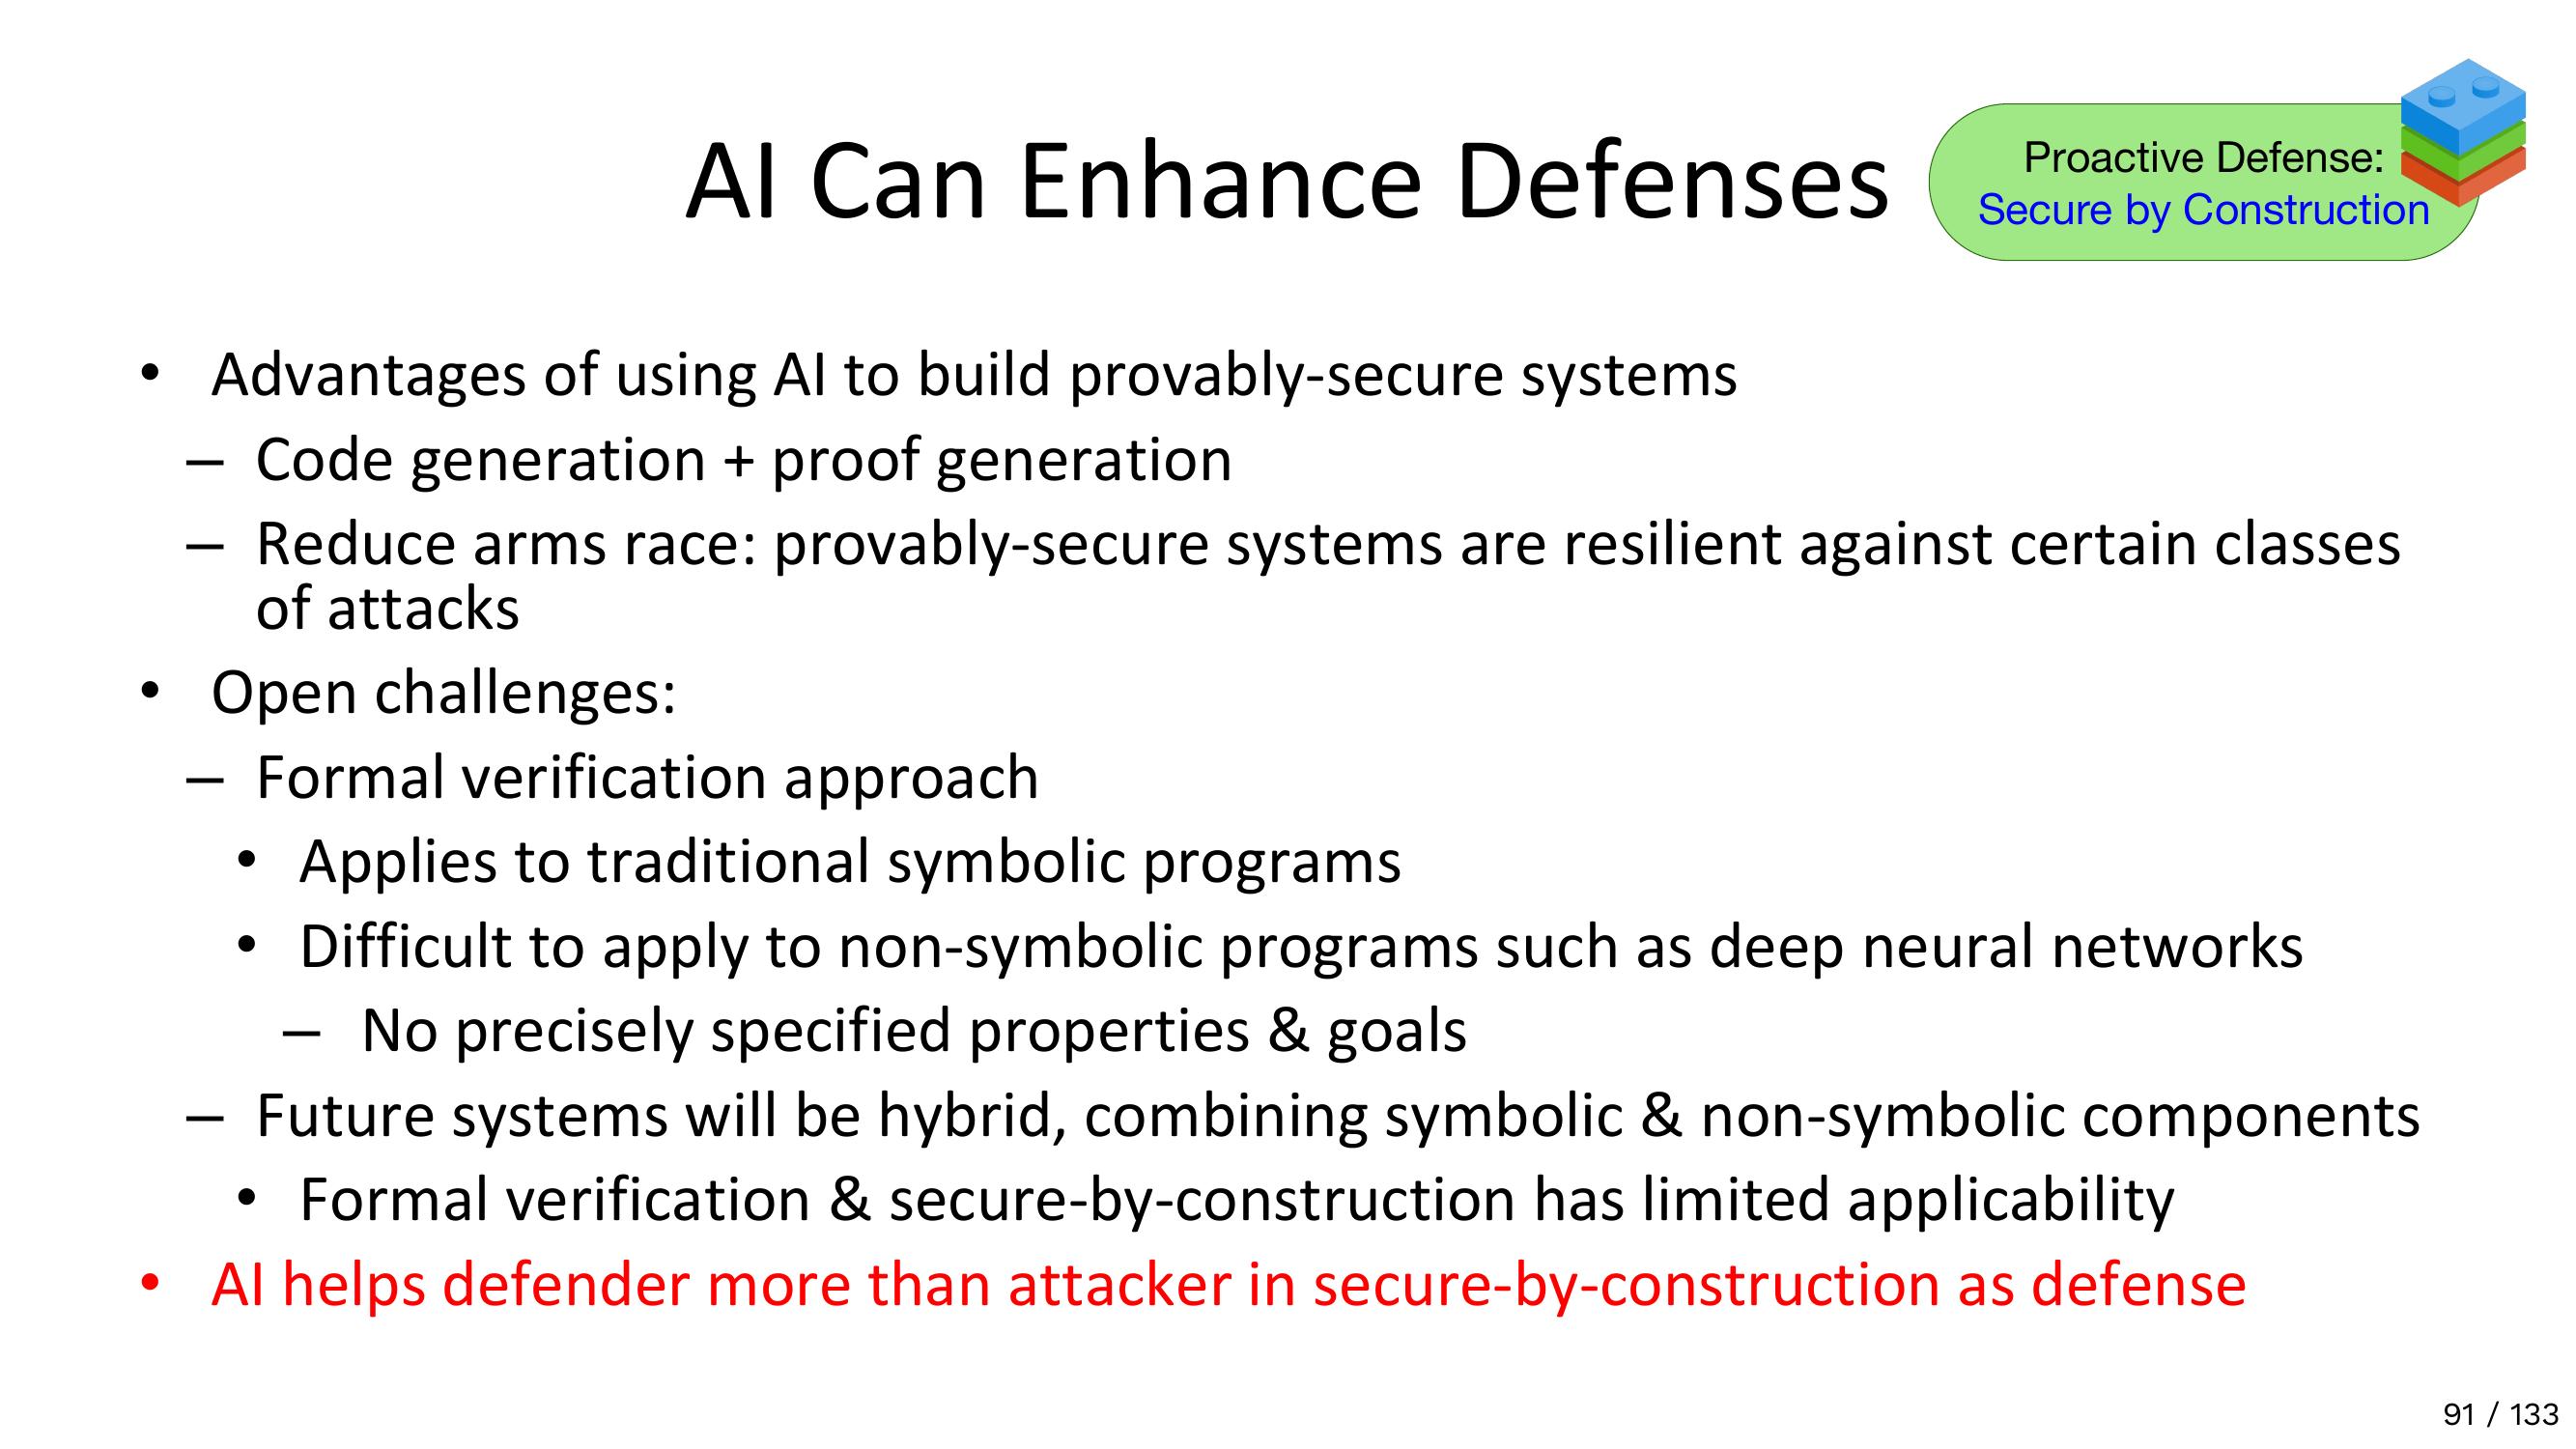 AI Can Enhance Defenses
Proactive Defense:
Secure by Construction
• Advantages of using AI to build provably-secure systems
– Code generation + proof generation
– Reduce arms race: provably-secure systems are resilient against certain classes
of attacks
• Open challenges:
– Formal verification approach
• Applies to traditional symbolic programs
• Difficult to apply to non-symbolic programs such as deep neural networks
– No precisely specified properties & goals
– Future systems will be hybrid, combining symbolic & non-symbolic components
• Formal verification & secure-by-construction has limited applicability
• AI helps defender more than attacker in secure-by-construction as defense
91 / 133